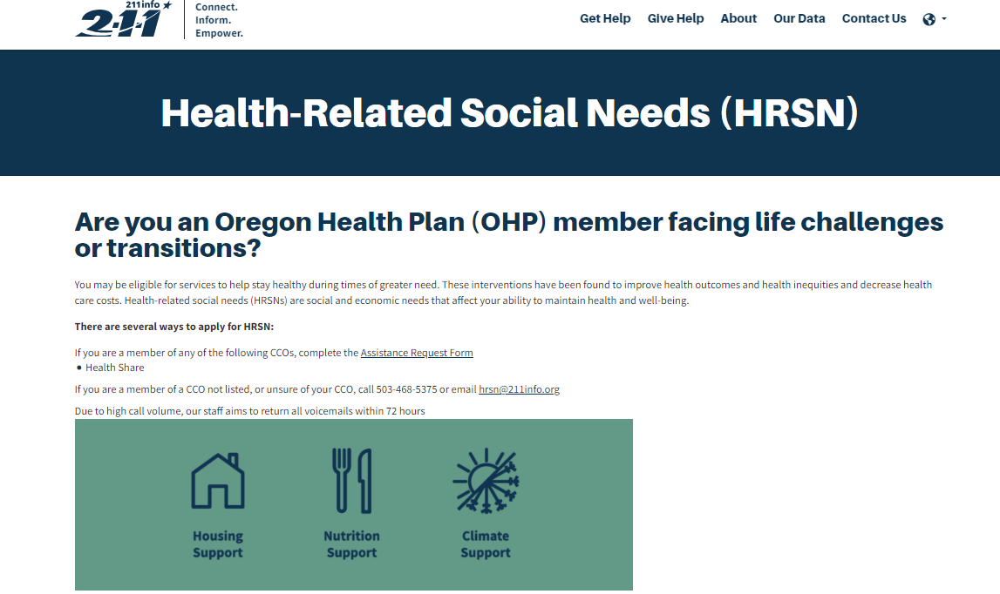 211info
2-1-1
Connect.
Inform.
Empower.
Get Help Give Help About Our Data Contact Us
Health-Related Social Needs (HRSN)
Are you an Oregon Health Plan (OHP) member facing life challenges
or transitions?
You may be eligible for services to help stay healthy during times of greater need. These interventions have been found to improve health outcomes and health inequities and decrease health
care costs. Health-related social needs (HRSNs) are social and economic needs that affect your ability to maintain health and well-being.
There are several ways to apply for HRSN:
If you are a member of any of the following CCOs, complete the Assistance Request Form
• Health Share
If you are a member of a CCO not listed, or unsure of your CCO, call 503-468-5375 or email hrsn@211info.org
Due to high call volume, our staff aims to return all voicemails within 72 hours
Housing
Support
Nutrition
Support
Climate
Support